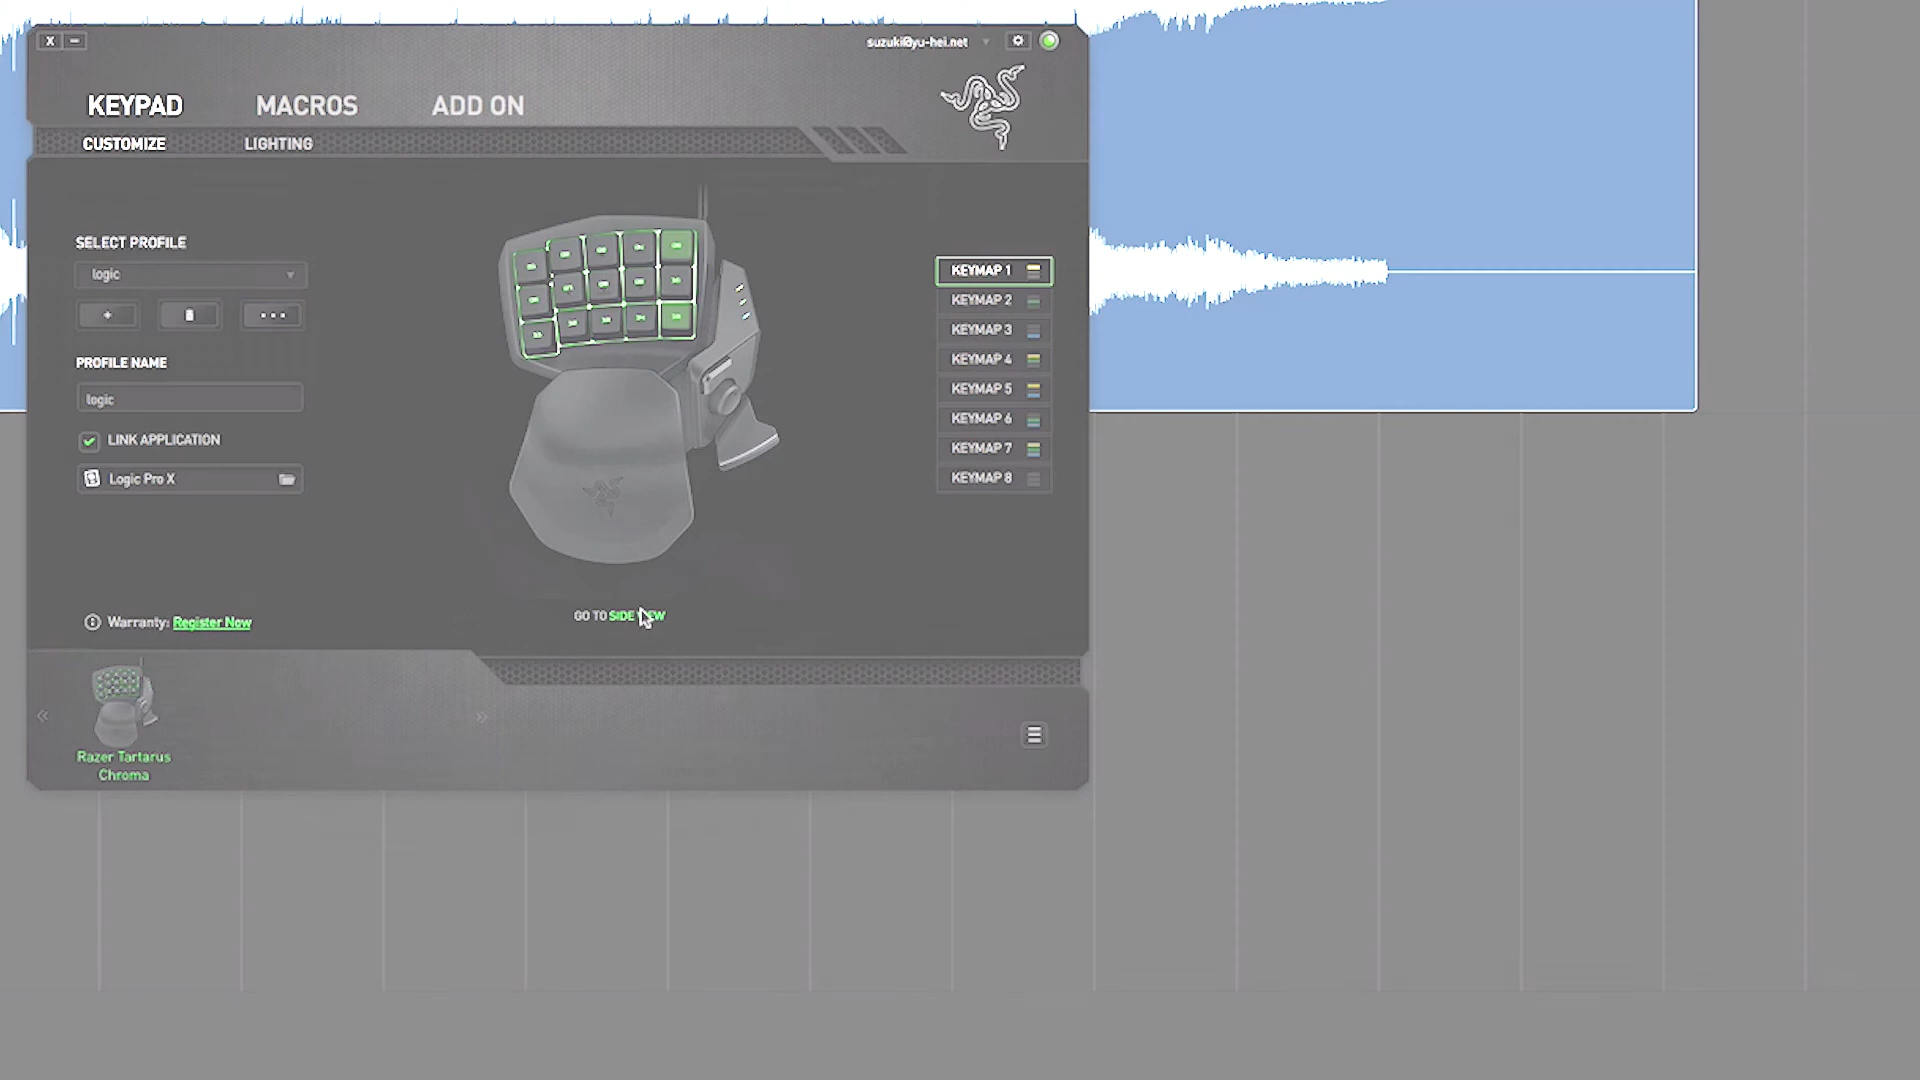 X
suzuki@yu-hei.net
KEYPAD
MACROS
ADD ON
CUSTOMIZE
LIGHTING
SELECT PROFILE
logic
PROFILE NAME
logic
LINK APPLICATION
Logic Pro X
KEYMAP 1
KEYMAP 2
KEYMAP 3
KEYMAP 4
KEYMAP 5
KEYMAP 6
KEYMAP 7
KEYMAP 8
GO TO SIDE VIEW
Warranty: Register Now
Razer Tartarus
Chroma